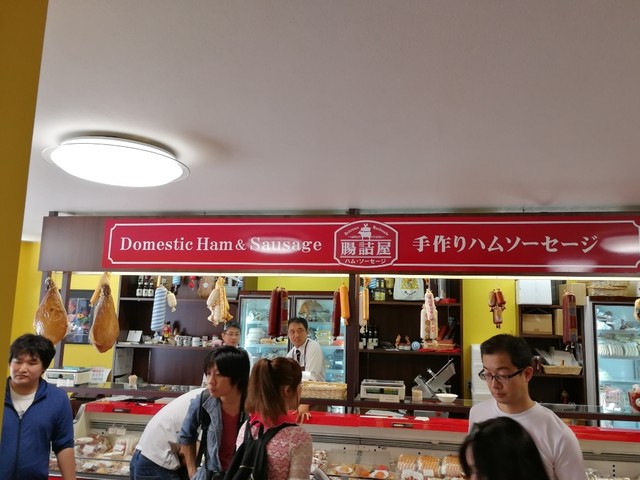 Domestic Ham & Sausage
腸詰屋
ハム・ソーセージ
手作りハムソーセージ